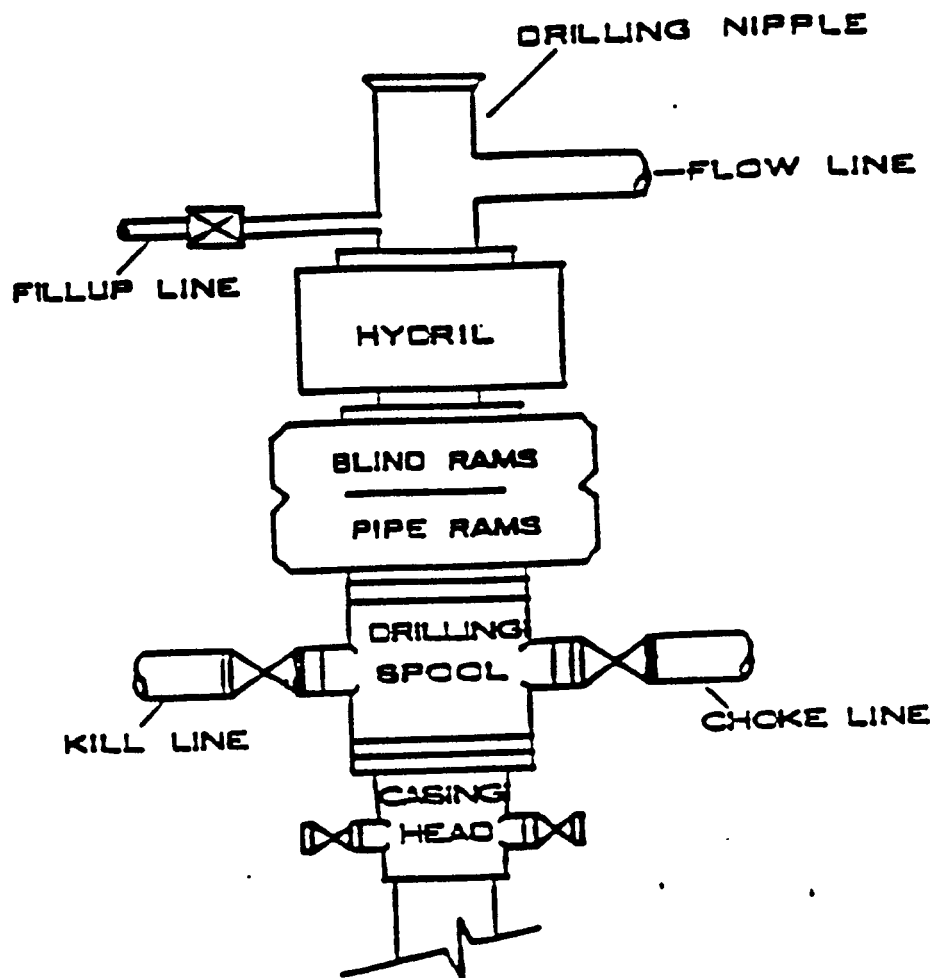 DRILLING NIPPLE
FLOW LINE
FILLUP LINE
HYDRIL
BLIND RAMS
PIPE RAMS
DRILLING
SPOOL
KILL LINE
CHOKE LINE
CASING
HEAD